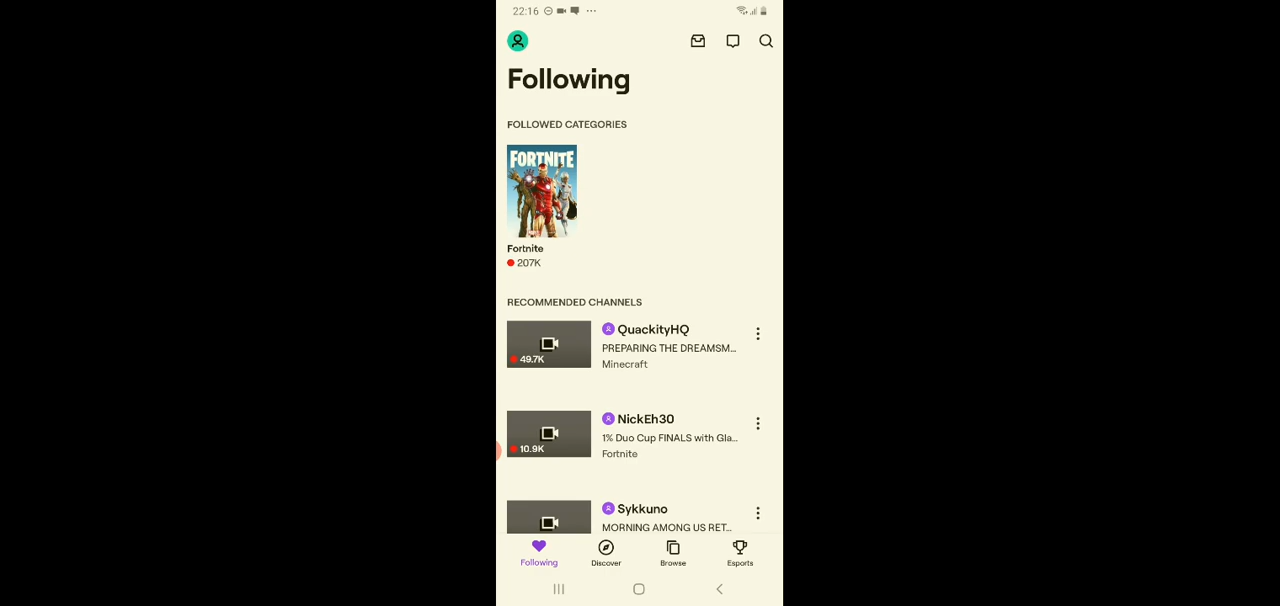 22:16
Following
FOLLOWED CATEGORIES
FORTNITE
Fortnite
207K
RECOMMENDED CHANNELS
QuackityHQ
PREPARING THE DREAMSM...
49.7K
Minecraft
NickEh30
1% Duo Cup FINALS with Gla...
10.9K
Fortnite
Sykkuno
MORNING AMONG US RET...
Following Discover Browse Esports